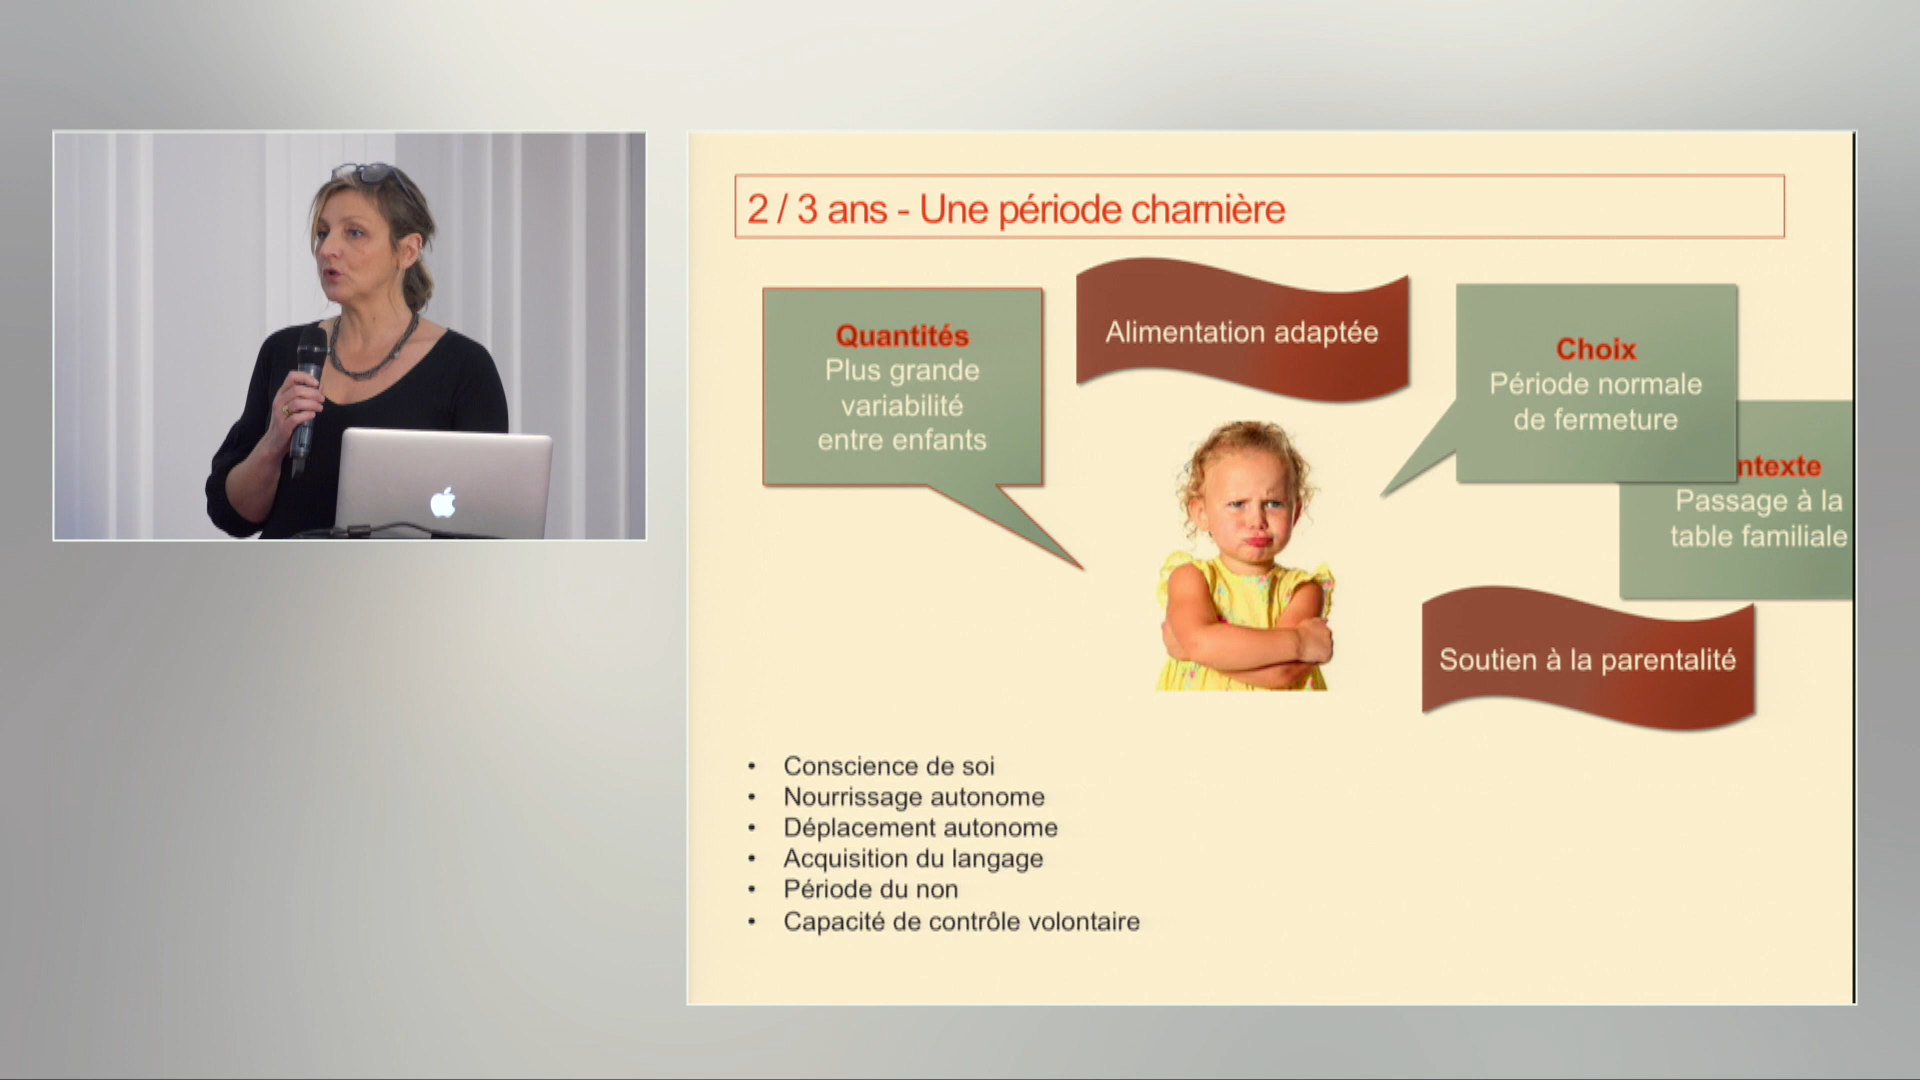 2 / 3 ans - Une période charnière
Alimentation adaptée
Quantités
Plus grande
variabilité
entre enfants
Choix
Période normale
de fermeture
ntexte
Passage à la
table familiale
Soutien à la parentalité
• Conscience de soi
• Nourrissage autonome
• Déplacement autonome
• Acquisition du langage
• Période du non
• Capacité de contrôle volontaire